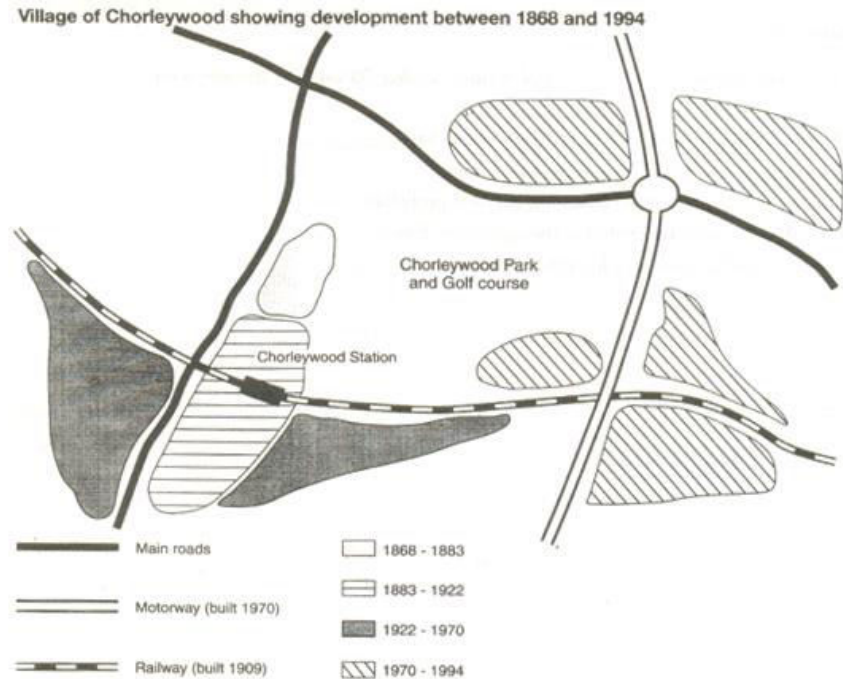 Village of Chorleywood showing development between 1868 and 1994
Chorleywood Park
and Golf course
Chorleywood Station
Main roads
Motorway (built 1970)
Railway (built 1909)
1868 - 1883
1883 - 1922
1922 - 1970
1970 - 1994